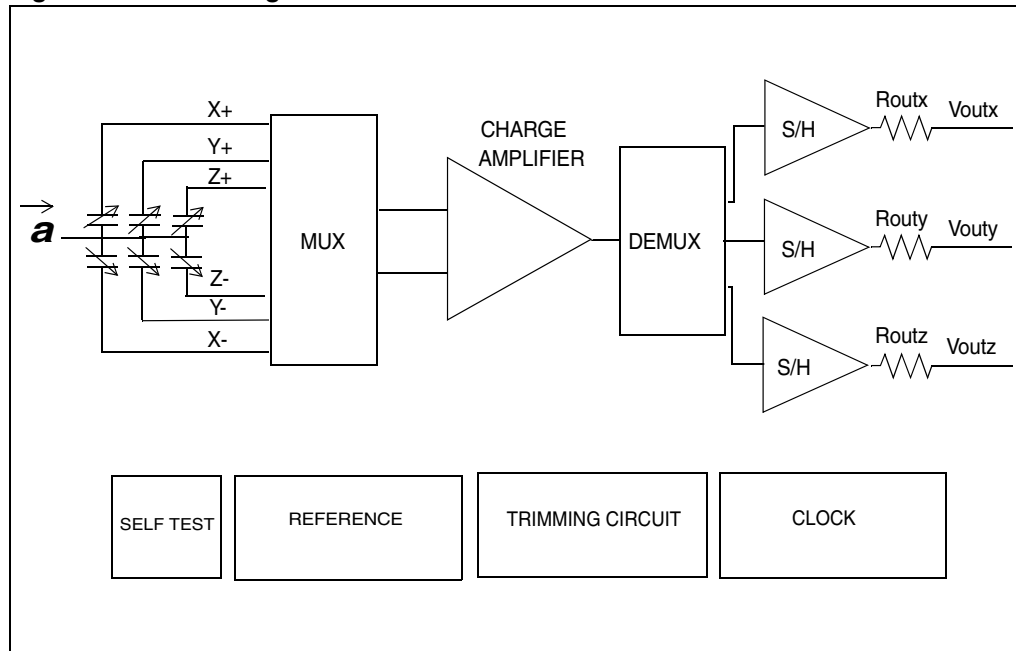 X+
Y+
Z+
a
Z-
Y-
X-
MUX
CHARGE
AMPLIFIER
DEMUX
S/H
Routx
Voutx
S/H
Routy
Vouty
S/H
Routz
Voutz
SELF TEST
REFERENCE
TRIMMING CIRCUIT
CLOCK